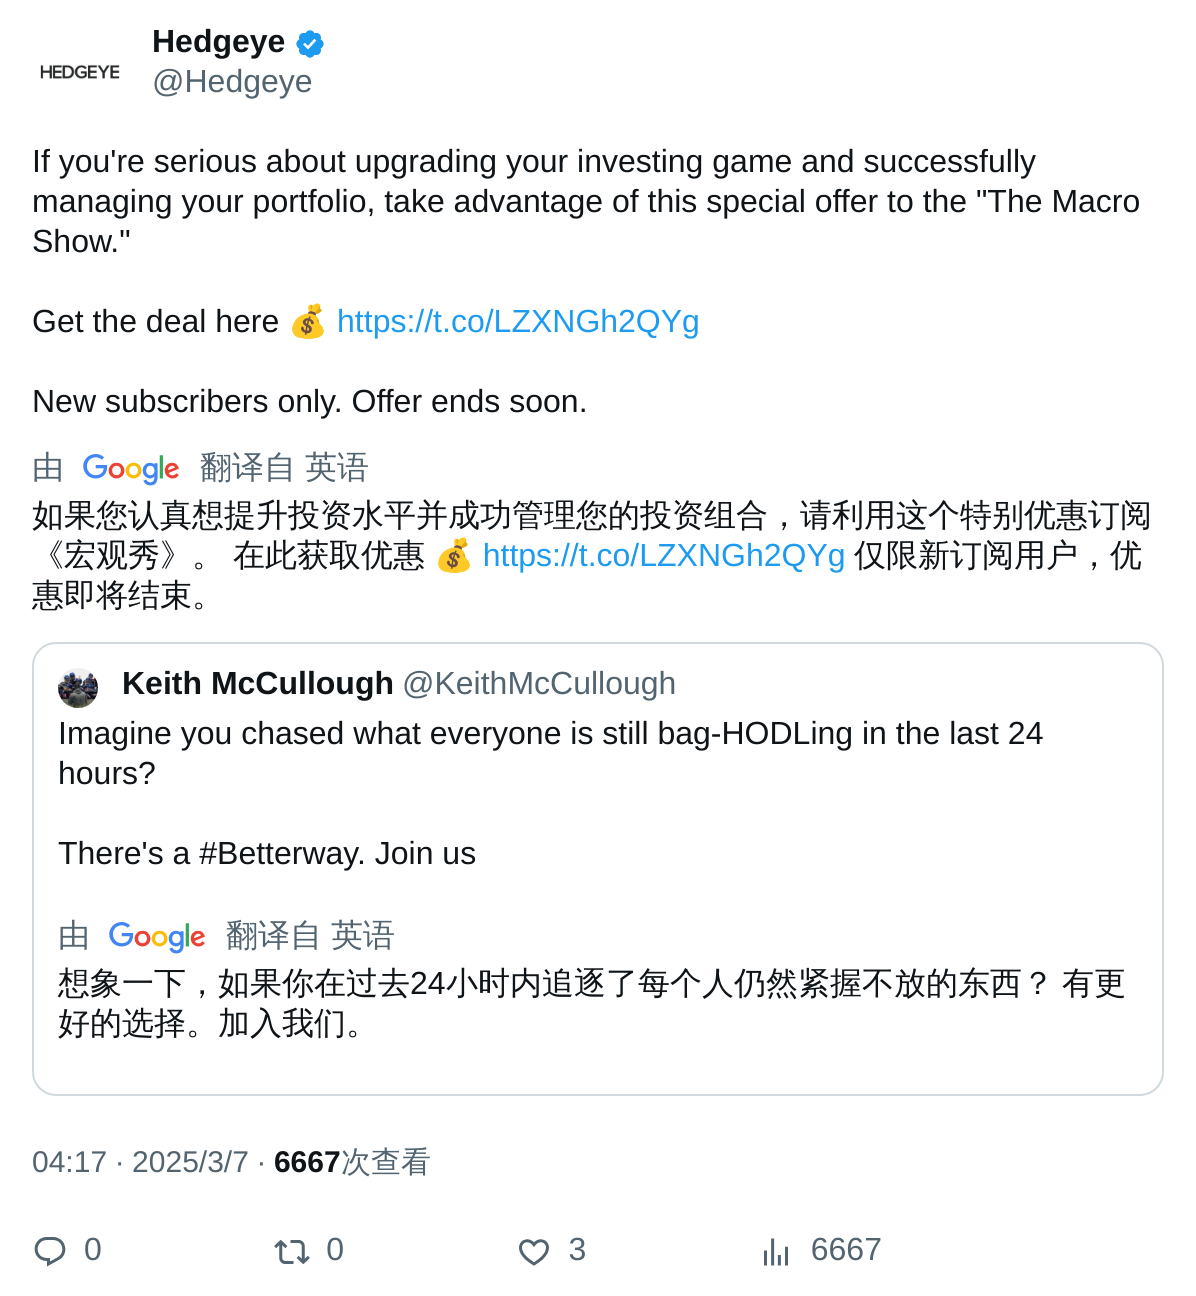 Hedgeye
HEDGEYE
@Hedgeye
If you're serious about upgrading your investing game and successfully
managing your portfolio, take advantage of this special offer to the "The Macro
Show."
Get the deal here 💰 https://t.co/LZXNGh2QYg
New subscribers only. Offer ends soon.
由 Google 翻译自 英语
如果您认真想提升投资水平并成功管理您的投资组合，请利用这个特别优惠订阅
《宏观秀》。 在此获取优惠 💰 https://t.co/LZXNGh2QYg 仅限新订阅用户，优
惠即将结束。
Keith McCullough @KeithMcCullough
Imagine you chased what everyone is still bag-HODLing in the last 24
hours?
There's a #Betterway. Join us
由 Google 翻译自 英语
想象一下，如果你在过去24小时内追逐了每个人仍然紧握不放的东西？ 有更
好的选择。加入我们。
04:17 · 2025/3/7 · 6667次查看
0 0 3 6667